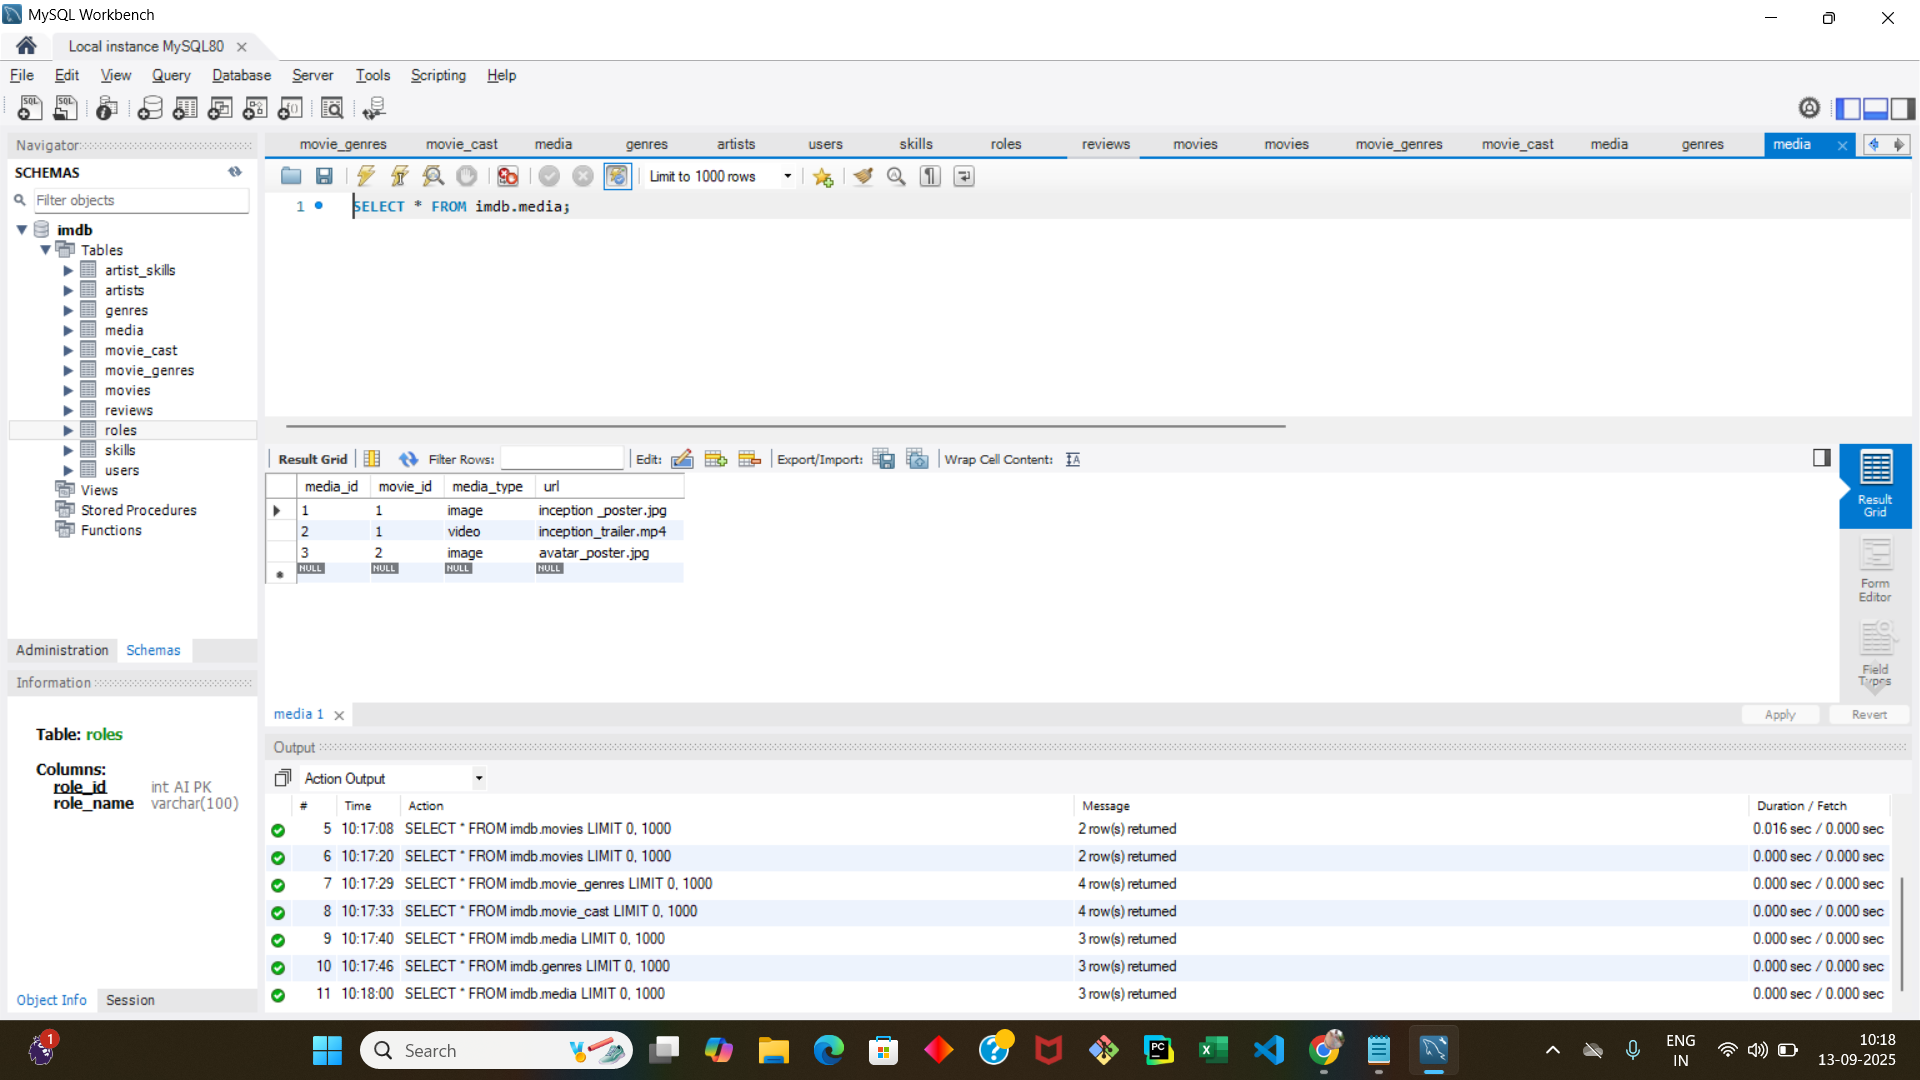 MySQL Workbench
Local instance MySQL80
File Edit View Query Database Server Tools Scripting Help
Navigator
SCHEMAS
Filter objects
imdb
Tables
artist_skills
artists
genres
media
movie_cast
movie_genres
movies
reviews
roles
skills
users
Views
Stored Procedures
Functions
Administration Schemas
Information
Table: roles
Columns:
role_id int AI PK
role_name varchar(100)
Object Info Session
movie_genres movie_cast media genres artists users skills roles reviews movies movies movie_genres movie_cast media genres media
Limit to 1000 rows
1 SELECT * FROM imdb.media;
Result Grid Filter Rows: Edit: Export/Import: Wrap Cell Content:
media_id movie_id media_type url
1 1 image inception _poster.jpg
2 1 video inception_trailer.mp4
3 2 image avatar_poster.jpg
NULL NULL NULL NULL
Result
Grid
Form
Editor
Field
Types
media 1
Apply Revert
Output
Action Output
# Time Action Message Duration / Fetch
5 10:17:08 SELECT * FROM imdb.movies LIMIT 0, 1000 2 row(s) returned 0.016 sec / 0.000 sec
6 10:17:20 SELECT * FROM imdb.movies LIMIT 0, 1000 2 row(s) returned 0.000 sec / 0.000 sec
7 10:17:29 SELECT * FROM imdb.movie_genres LIMIT 0, 1000 4 row(s) returned 0.000 sec / 0.000 sec
8 10:17:33 SELECT * FROM imdb.movie_cast LIMIT 0, 1000 4 row(s) returned 0.000 sec / 0.000 sec
9 10:17:40 SELECT * FROM imdb.media LIMIT 0, 1000 3 row(s) returned 0.000 sec / 0.000 sec
10 10:17:46 SELECT * FROM imdb.genres LIMIT 0, 1000 3 row(s) returned 0.000 sec / 0.000 sec
11 10:18:00 SELECT * FROM imdb.media LIMIT 0, 1000 3 row(s) returned 0.000 sec / 0.000 sec
1
Search
ENG
IN
10:18
13-09-2025